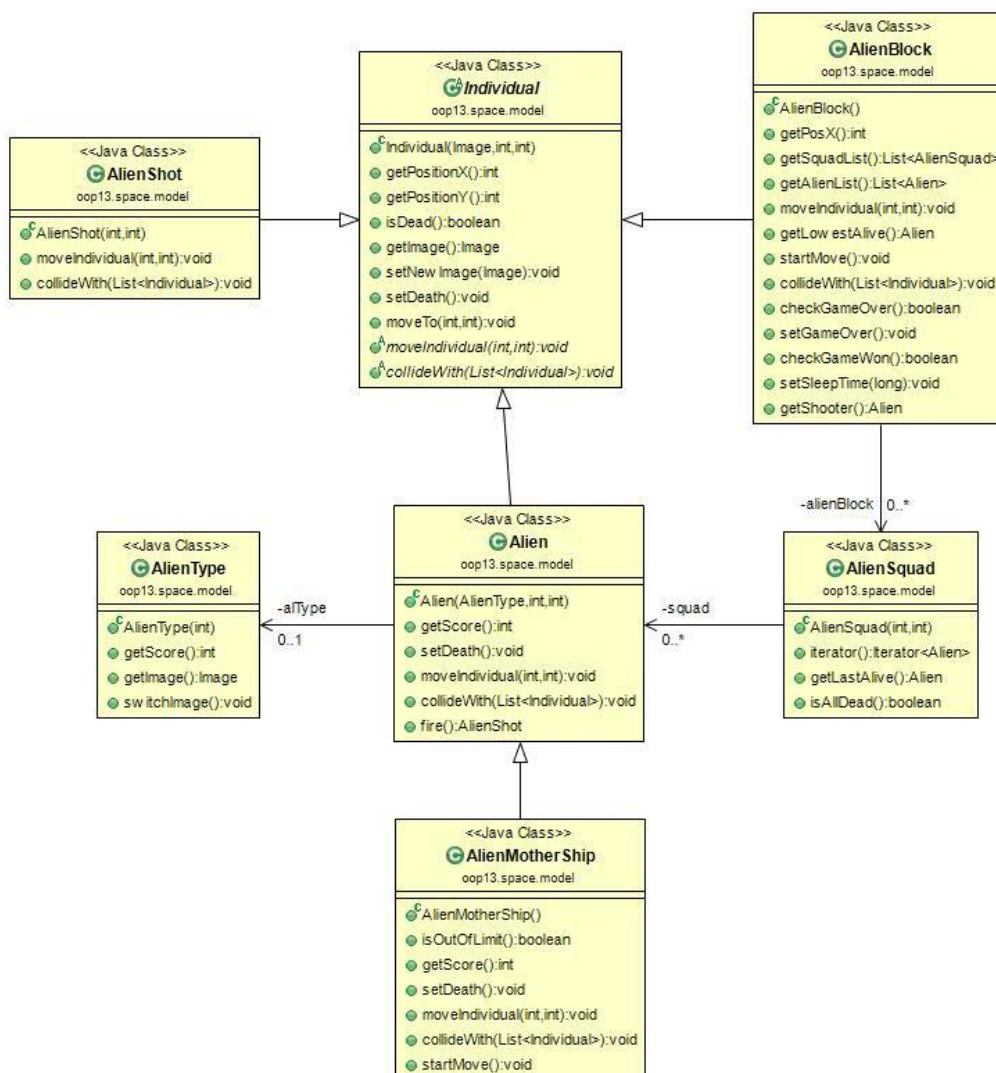 <<Java Class>>
Individual
oop13.space.model
Individual(Image,int,int)
getPositionX():int
getPositionY():int
isDead():boolean
getImage():Image
setNewImage(Image):void
setDeath():void
moveTo(int,int):void
moveIndividual(int,int):void
collideWith(List<Individual>):void
<<Java Class>>
AlienBlock
oop13.space.model
AlienBlock()
getPosX():int
getSquadList():List<AlienSquad>
getAlienList():List<Alien>
moveIndividual(int,int):void
getLowestAlive():Alien
startMove():void
collideWith(List<Individual>):void
checkGameOver():boolean
setGameOver():void
checkGameWon():boolean
setSleepTime(long):void
getShooter():Alien
<<Java Class>>
AlienShot
oop13.space.model
AlienShot(int,int)
moveIndividual(int,int):void
collideWith(List<Individual>):void
-alienBlock 0..*
<<Java Class>>
AlienType
oop13.space.model
AlienType(int)
getScore():int
getImage():Image
switchImage():void
-alType
0..1
<<Java Class>>
Alien
oop13.space.model
Alien(AlienType,int,int)
getScore():int
setDeath():void
moveIndividual(int,int):void
collideWith(List<Individual>):void
fire():AlienShot
-squad
0..*
<<Java Class>>
AlienSquad
oop13.space.model
AlienSquad(int,int)
iterator():Iterator<Alien>
getLastAlive():Alien
isAllDead():boolean
<<Java Class>>
AlienMotherShip
oop13.space.model
AlienMotherShip()
isOutOfLimit():boolean
getScore():int
setDeath():void
moveIndividual(int,int):void
collideWith(List<Individual>):void
startMove():void